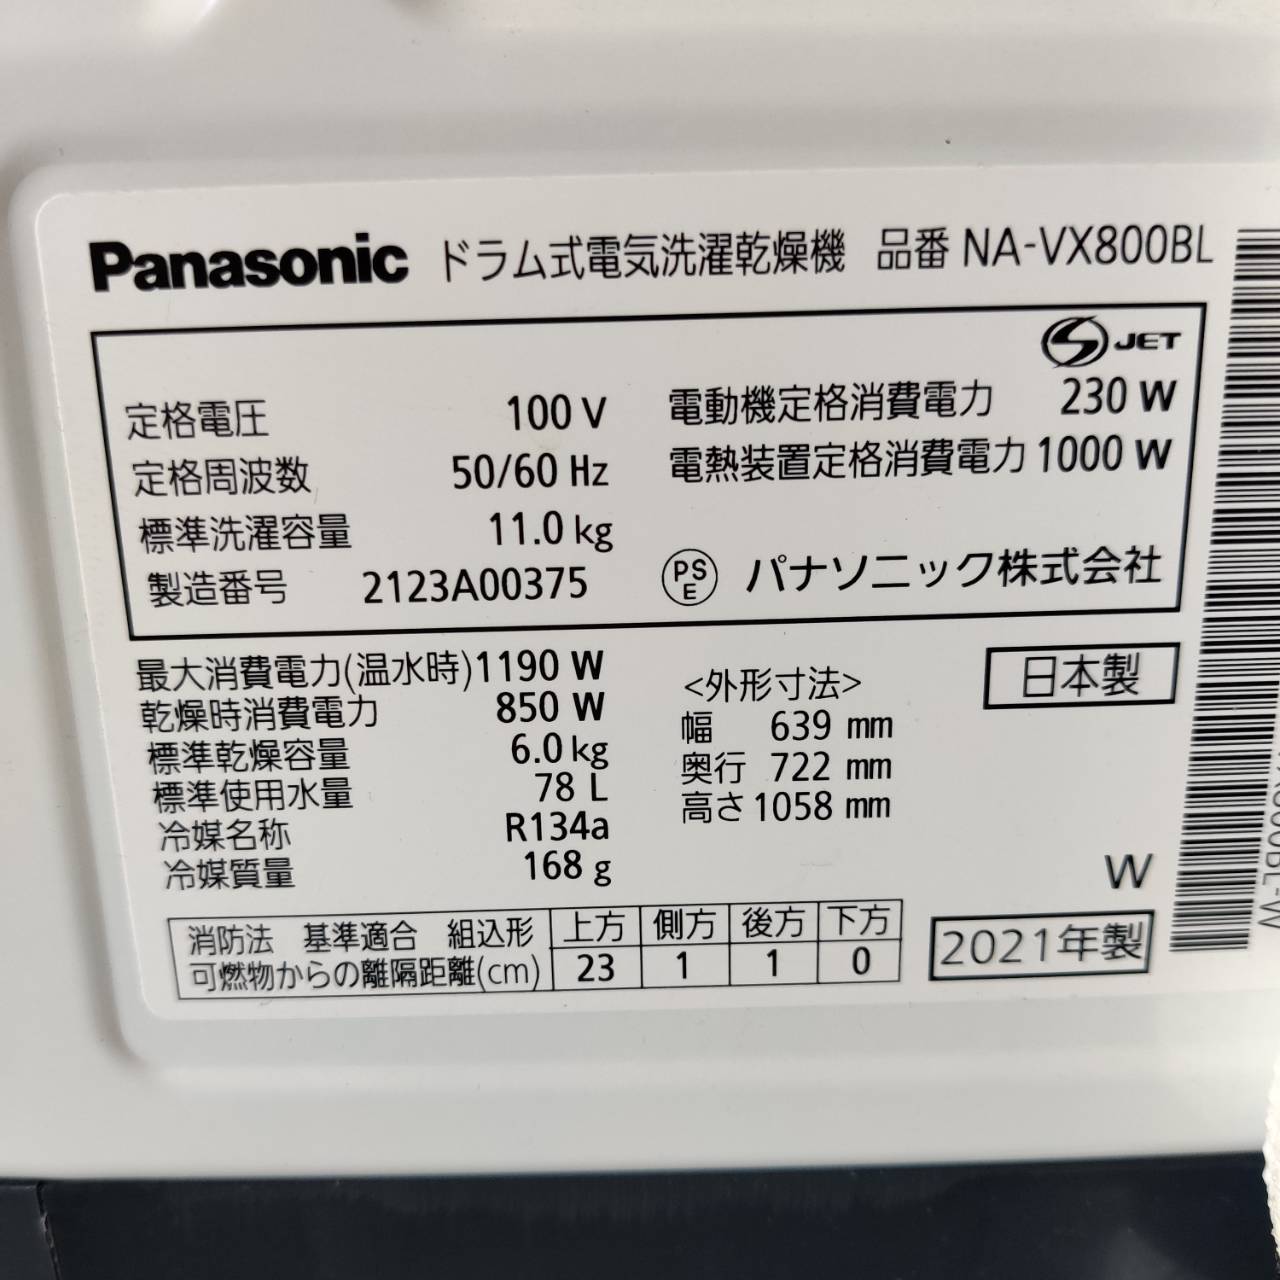 Panasonic ドラム式電気洗濯乾燥機 品番 NA-VX800BL
JET
定格電圧 100 V 電動機定格消費電力 230 W
定格周波数 50/60 Hz 電熱装置定格消費電力 1000 W
標準洗濯容量 11.0 kg
製造番号 2123A00375 PSE パナソニック株式会社
最大消費電力(温水時) 1190 W
乾燥時消費電力 850 W
標準乾燥容量 6.0 kg
標準使用水量 78 L
冷媒名称 R134a
冷媒質量 168 g
<外形寸法>
幅 639 mm
奥行 722 mm
高さ 1058 mm
日本製
W
消防法 基準適合 組込形 上方 側方 後方 下方
可燃物からの離隔距離(cm) 23 1 1 0
2021年製